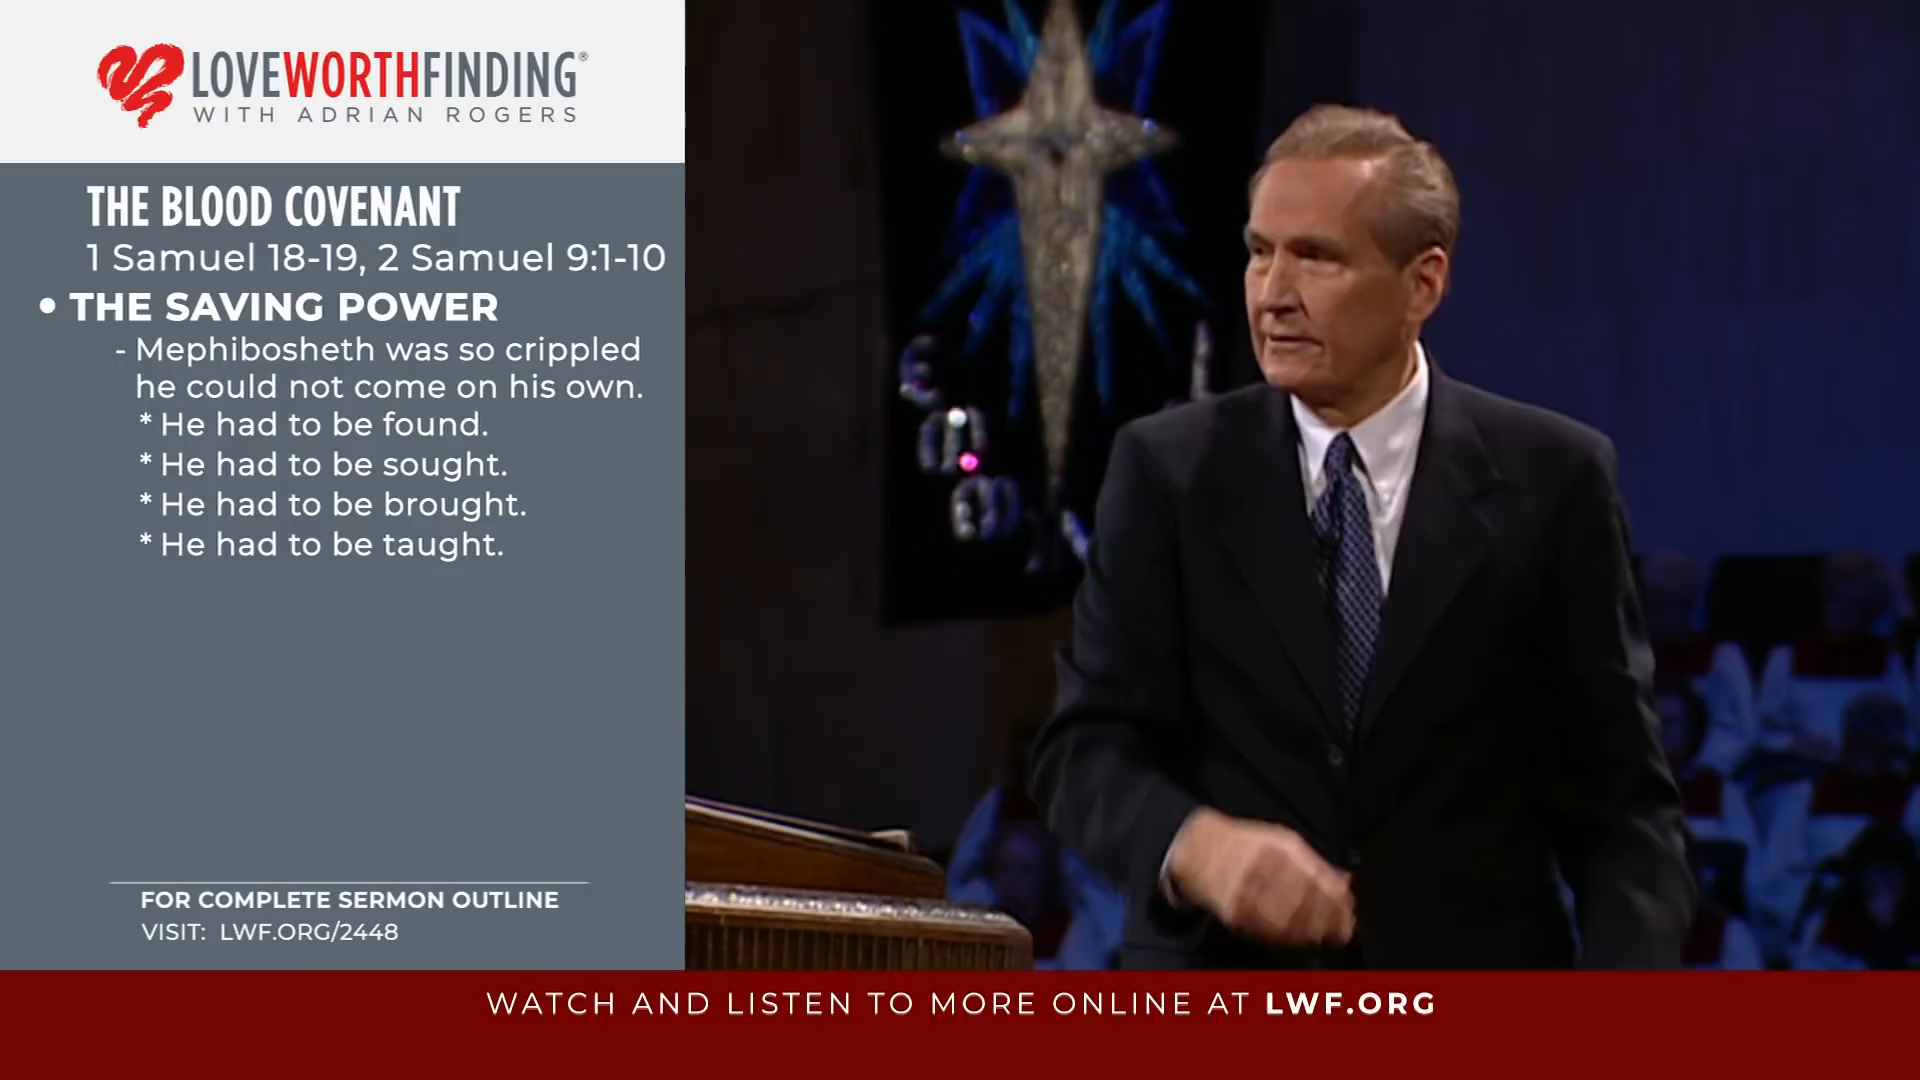 LOVEWORTHFINDING®
WITH ADRIAN ROGERS
THE BLOOD COVENANT
1 Samuel 18-19, 2 Samuel 9:1-10
• THE SAVING POWER
- Mephibosheth was so crippled
he could not come on his own.
* He had to be found.
* He had to be sought.
* He had to be brought.
* He had to be taught.
FOR COMPLETE SERMON OUTLINE
VISIT: LWF.ORG/2448
WATCH AND LISTEN TO MORE ONLINE AT LWF.ORG